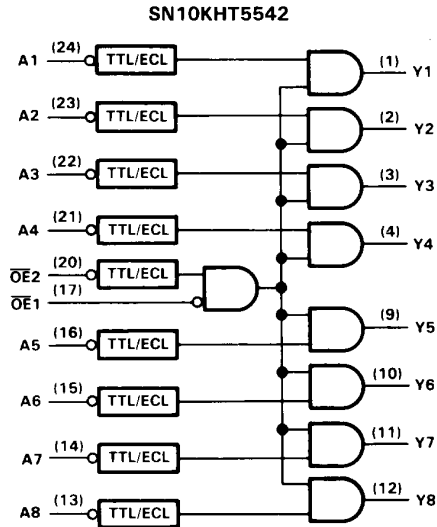 SN10KHT5542
A1 (24) TTL/ECL (1) Y1
A2 (23) TTL/ECL (2) Y2
A3 (22) TTL/ECL (3) Y3
A4 (21) TTL/ECL (4) Y4
O̅E̅2 (20) TTL/ECL
O̅E̅1 (17)
A5 (16) TTL/ECL (9) Y5
A6 (15) TTL/ECL (10) Y6
A7 (14) TTL/ECL (11) Y7
A8 (13) TTL/ECL (12) Y8